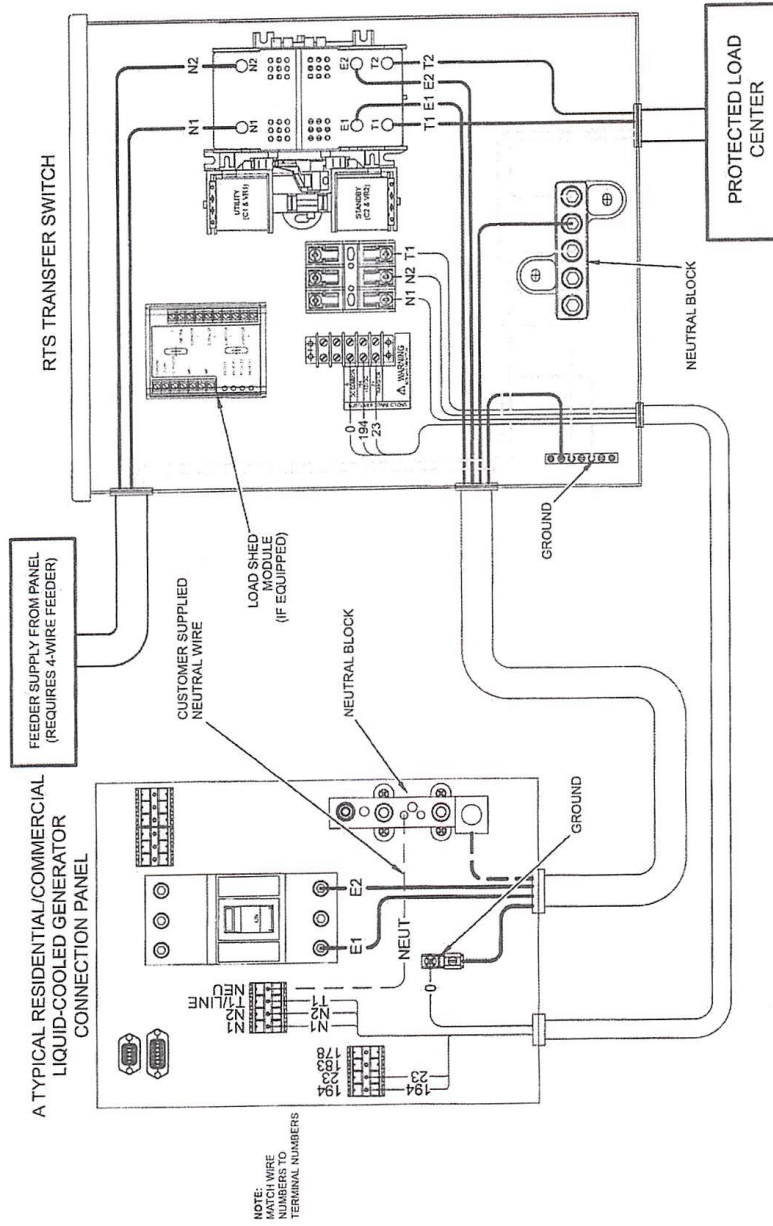 RTS TRANSFER SWITCH
FEEDER SUPPLY FROM PANEL
(REQUIRES 4-WIRE FEEDER)
N2
N1
N2
N1
UTILITY
(C1 & VR1)
STANDBY
(C2 & VR2)
E2
E1
T2
T1
E2
E1
T2
T1
LOAD SHED
MODULE
(IF EQUIPPED)
N1
N2
T1
0
194
23
WARNING
PROTECTED LOAD
CENTER
NEUTRAL BLOCK
GROUND
A TYPICAL RESIDENTIAL/COMMERCIAL
LIQUID-COOLED GENERATOR
CONNECTION PANEL
CUSTOMER SUPPLIED
NEUTRAL WIRE
NEUTRAL BLOCK
GROUND
E1
E2
NEUT
0
N1
N2
T1/LINE
NEU
N1
N2
T1
194
23
183
178
194
23
NOTE:
MATCH WIRE
NUMBERS TO
TERMINAL NUMBERS